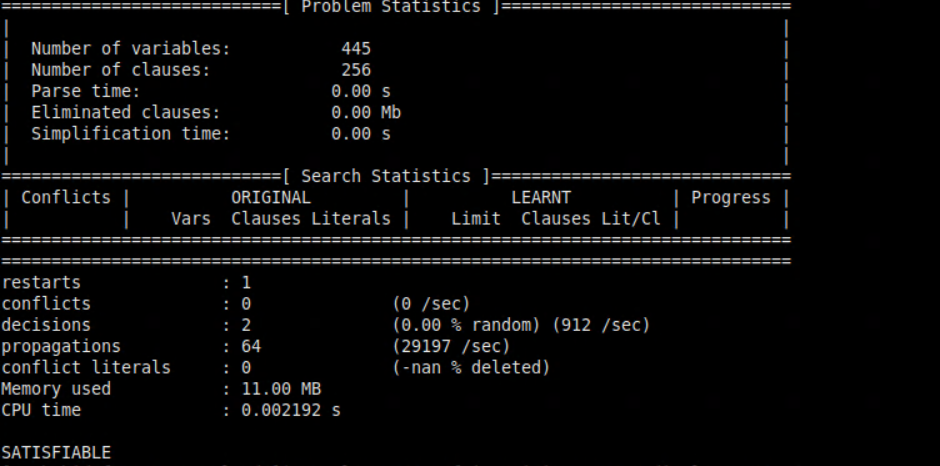 ============================[ Problem Statistics ]=============================
|                                                                             |
|  Number of variables:           445                                         |
|  Number of clauses:             256                                         |
|  Parse time:                   0.00 s                                       |
|  Eliminated clauses:           0.00 Mb                                      |
|  Simplification time:          0.00 s                                       |
|                                                                             |
============================[ Search Statistics ]==============================
| Conflicts |          ORIGINAL         |          LEARNT          | Progress |
|           |    Vars  Clauses Literals |    Limit  Clauses Lit/Cl |          |
===============================================================================
===============================================================================
restarts              : 1
conflicts             : 0              (0 /sec)
decisions             : 2              (0.00 % random) (912 /sec)
propagations          : 64             (29197 /sec)
conflict literals     : 0              (-nan % deleted)
Memory used           : 11.00 MB
CPU time              : 0.002192 s
SATISFIABLE